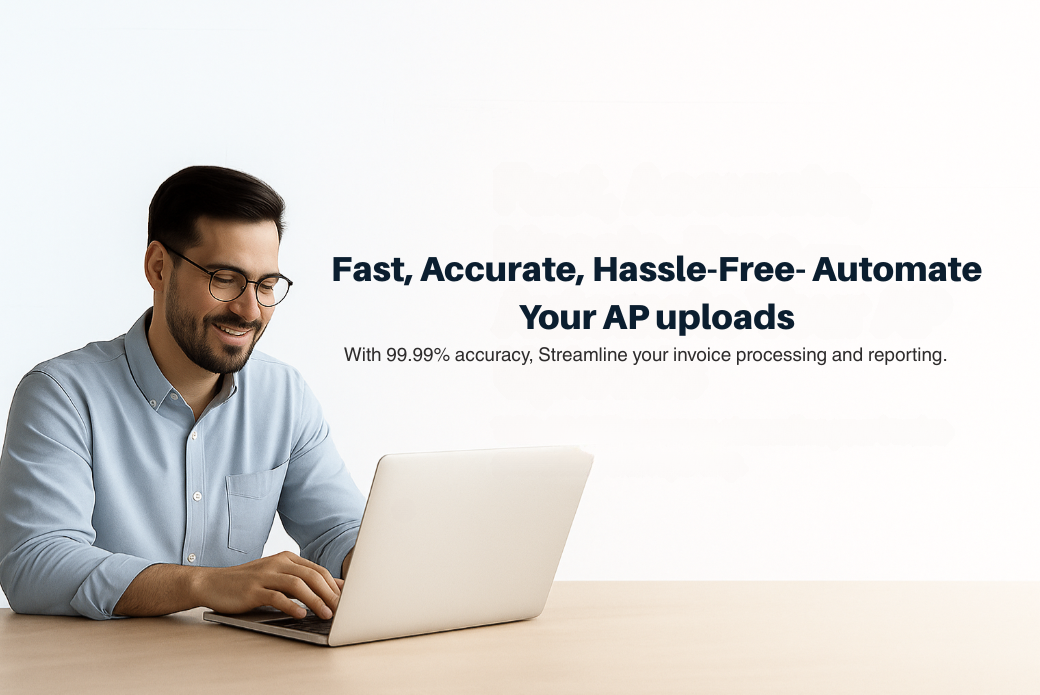 Fast, Accurate, Hassle-Free- Automate
Your AP uploads
With 99.99% accuracy, Streamline your invoice processing and reporting.